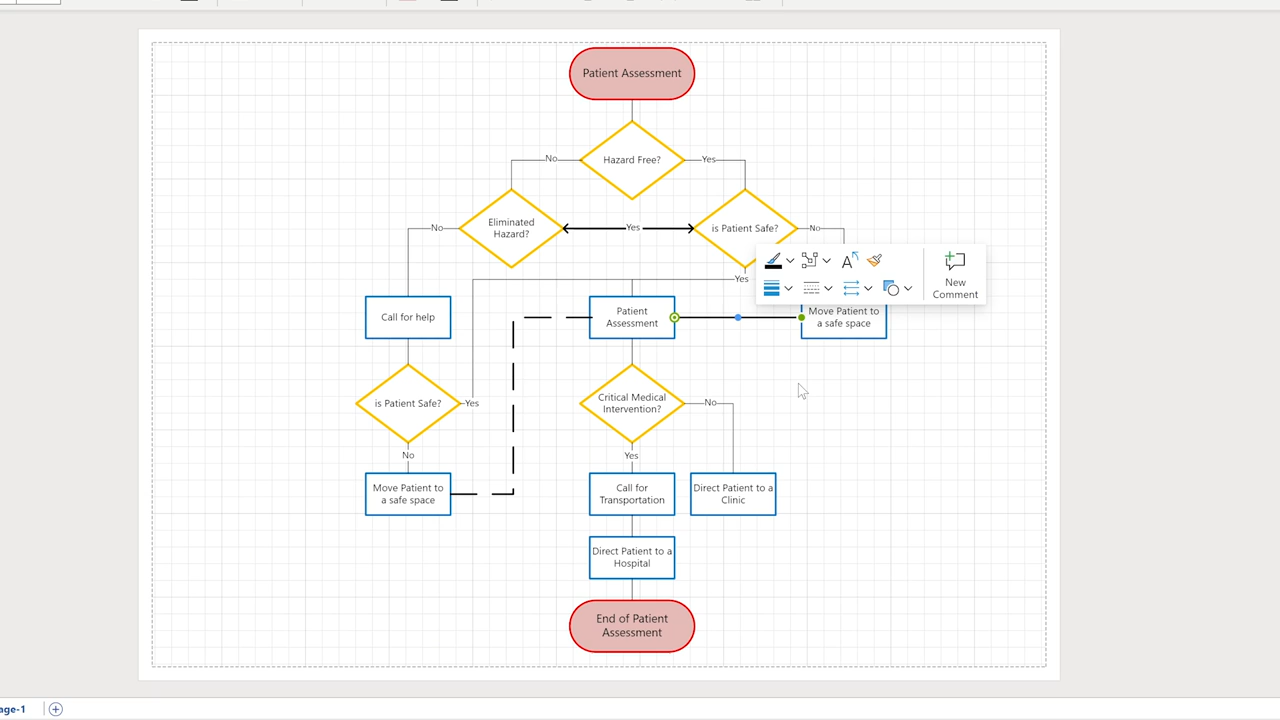 Patient Assessment
No
Hazard Free?
Yes
No
Eliminated
Hazard?
Yes
is Patient Safe?
No
Yes
New
Comment
Call for help
Patient
Assessment
Move Patient to
a safe space
is Patient Safe?
Yes
Critical Medical
Intervention?
No
No
Yes
Move Patient to
a safe space
Call for
Transportation
Direct Patient to a
Clinic
Direct Patient to a
Hospital
End of Patient
Assessment
age-1